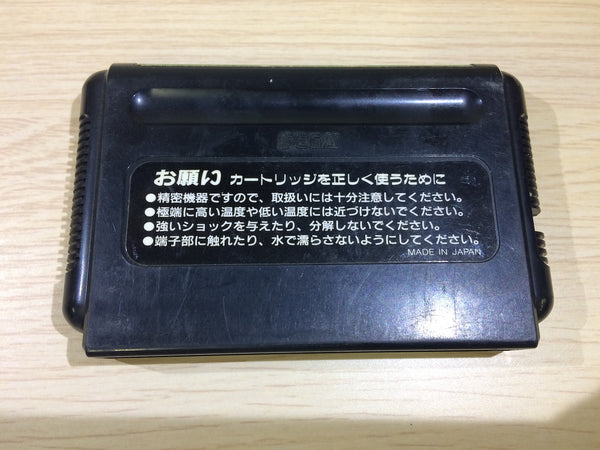 SEGA
お願い カートリッジを正しく使うために
●精密機器ですので、取扱いには十分注意してください。
●極端に高い温度や低い温度には近づけないでください。
●強いショックを与えたり、分解しないでください。
●端子部に触れたり、水で濡らさないようにしてください。
MADE IN JAPAN